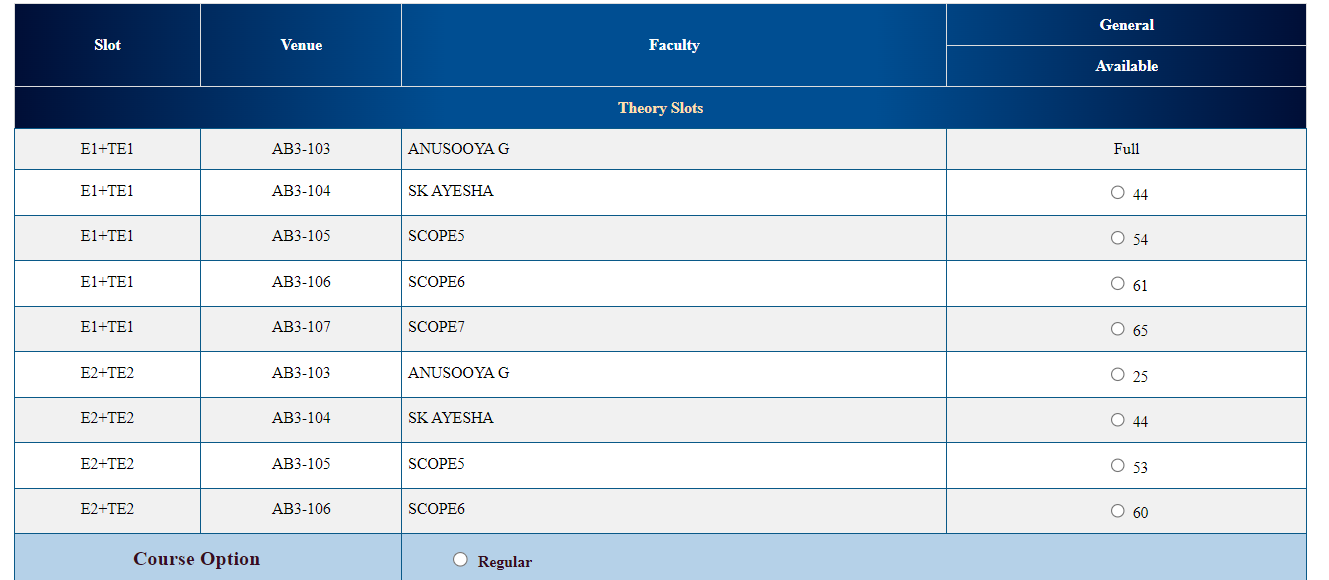 Slot Venue Faculty General
Available
Theory Slots
E1+TE1 AB3-103 ANUSOOYA G Full
E1+TE1 AB3-104 SK AYESHA 44
E1+TE1 AB3-105 SCOPE5 54
E1+TE1 AB3-106 SCOPE6 61
E1+TE1 AB3-107 SCOPE7 65
E2+TE2 AB3-103 ANUSOOYA G 25
E2+TE2 AB3-104 SK AYESHA 44
E2+TE2 AB3-105 SCOPE5 53
E2+TE2 AB3-106 SCOPE6 60
Course Option Regular